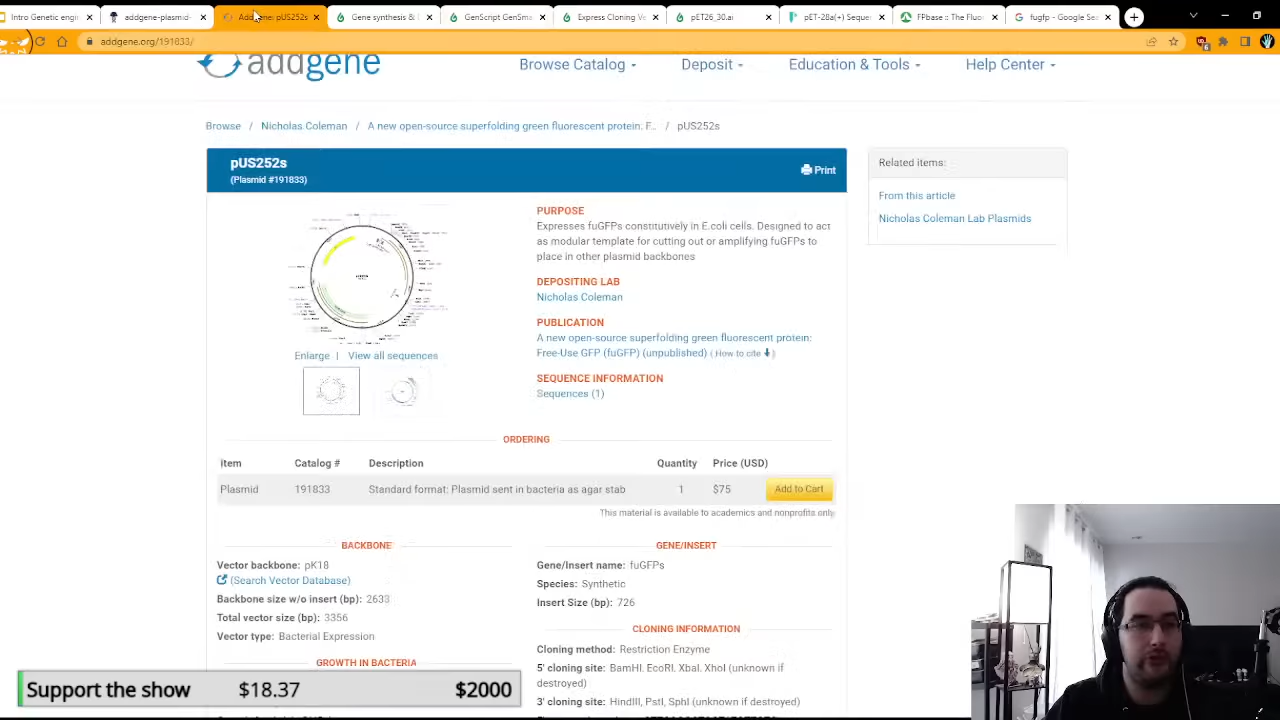 Intro Genetic engin
addgene-plasmid-
Addgene: pUS252s
Gene synthesis &
GenScript GenSma
Express Cloning Ve
pET26_30.ai
pET-28a(+) Sequen
FPbase :: The Fluo
fugfp - Google Sea
addgene.org/191833/
addgene
Browse Catalog
Deposit
Education & Tools
Help Center
Browse / Nicholas Coleman / A new open-source superfolding green fluorescent protein: F... / pUS252s
pUS252s
(Plasmid #191833)
Print
Enlarge | View all sequences
PURPOSE
Expresses fuGFPs constitutively in E.coli cells. Designed to act
as modular template for cutting out or amplifying fuGFPs to
place in other plasmid backbones
DEPOSITING LAB
Nicholas Coleman
PUBLICATION
A new open-source superfolding green fluorescent protein:
Free-Use GFP (fuGFP) (unpublished) ( How to cite )
SEQUENCE INFORMATION
Sequences (1)
Related items:
From this article
Nicholas Coleman Lab Plasmids
ORDERING
Item Catalog # Description Quantity Price (USD)
Plasmid 191833 Standard format: Plasmid sent in bacteria as agar stab 1 $75 Add to Cart
This material is available to academics and nonprofits only.
BACKBONE
Vector backbone: pK18
(Search Vector Database)
Backbone size w/o insert (bp): 2633
Total vector size (bp): 3356
Vector type: Bacterial Expression
GROWTH IN BACTERIA
GENE/INSERT
Gene/Insert name: fuGFPs
Species: Synthetic
Insert Size (bp): 726
CLONING INFORMATION
Cloning method: Restriction Enzyme
5' cloning site: BamHI, EcoRI, XbaI, XhoI (unknown if
destroyed)
3' cloning site: HindIII, PstI, SphI (unknown if destroyed)
Support the show $18.37 $2000